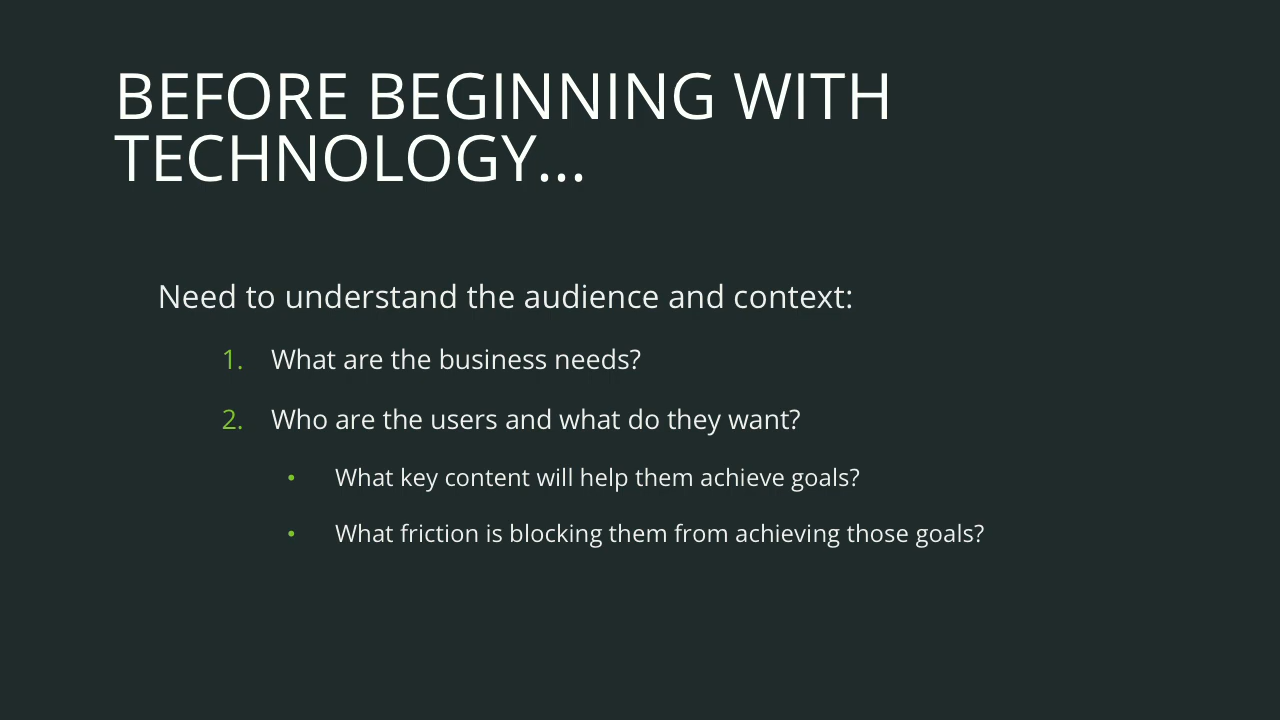 BEFORE BEGINNING WITH
TECHNOLOGY...
Need to understand the audience and context:
1. What are the business needs?
2. Who are the users and what do they want?
• What key content will help them achieve goals?
• What friction is blocking them from achieving those goals?